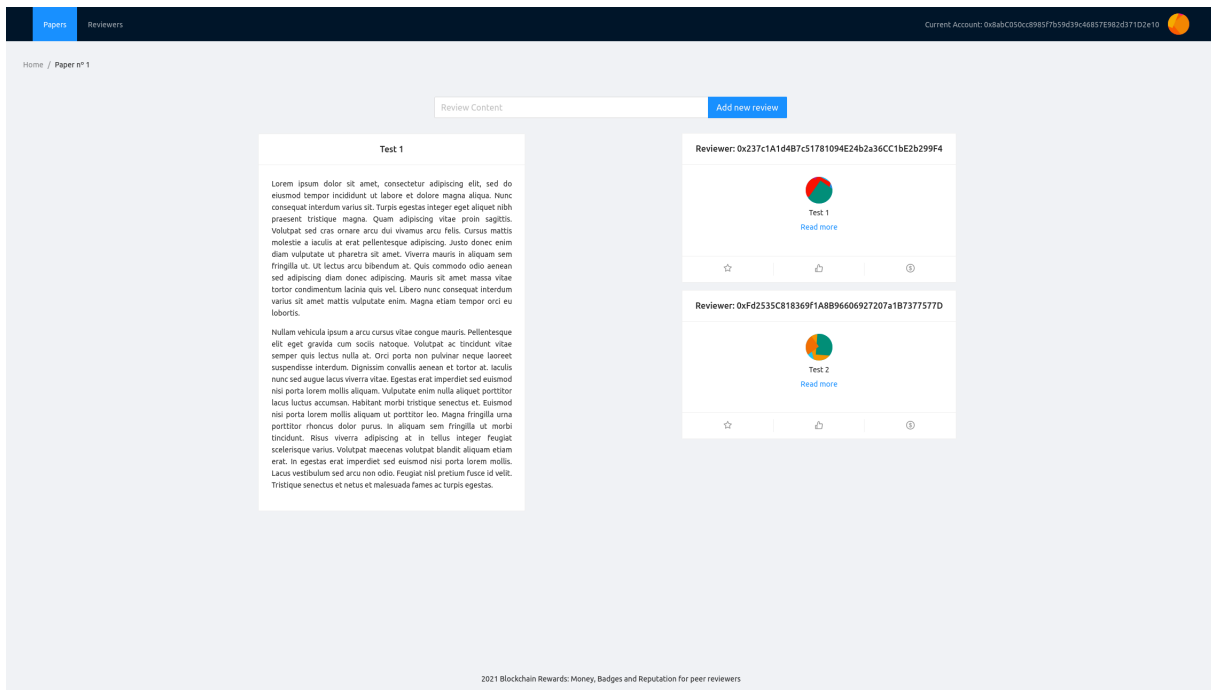 Papers
Reviewers
Current Account: 0x8abC050cc8985f7b59d39c46857E982d371D2e10
Home / Paper nº 1
Review Content
Add new review
Test 1
Lorem ipsum dolor sit amet, consectetur adipiscing elit, sed do
eiusmod tempor incididunt ut labore et dolore magna aliqua. Nunc
consequat interdum varius sit. Turpis egestas integer eget aliquet nibh
praesent tristique magna. Quam adipiscing vitae proin sagittis.
Volutpat sed cras ornare arcu dui vivamus arcu felis. Cursus mattis
molestie a iaculis at erat pellentesque adipiscing. Justo donec enim
diam vulputate ut pharetra sit amet. Viverra mauris in aliquam sem
fringilla ut. Ut lectus arcu bibendum at. Quis commodo odio aenean
sed adipiscing diam donec adipiscing. Mauris sit amet massa vitae
tortor condimentum lacinia quis vel. Libero nunc consequat interdum
varius sit amet mattis vulputate enim. Magna etiam tempor orci eu
lobortis.
Nullam vehicula ipsum a arcu cursus vitae congue mauris. Pellentesque
elit eget gravida cum sociis natoque. Volutpat ac tincidunt vitae
semper quis lectus nulla at. Orci porta non pulvinar neque laoreet
suspendisse interdum. Dignissim convallis aenean et tortor at. Iaculis
nunc sed augue lacus viverra vitae. Egestas erat imperdiet sed euismod
nisi porta lorem mollis aliquam. Vulputate enim nulla aliquet porttitor
lacus luctus accumsan. Habitant morbi tristique senectus et. Euismod
nisi porta lorem mollis aliquam ut porttitor leo. Magna fringilla urna
porttitor rhoncus dolor purus. In aliquam sem fringilla ut morbi
tincidunt. Risus viverra adipiscing at in tellus integer feugiat
scelerisque varius. Volutpat maecenas volutpat blandit aliquam etiam
erat. In egestas erat imperdiet sed euismod nisi porta lorem mollis.
Lacus vestibulum sed arcu non odio. Feugiat nisl pretium fusce id velit.
Tristique senectus et netus et malesuada fames ac turpis egestas.
Reviewer: 0x237c1A1d4B7c51781094E24b2a36CC1bE2b299F4
Test 1
Read more
Reviewer: 0xFd2535C818369f1A8B96606927207a1B7377577D
Test 2
Read more
2021 Blockchain Rewards: Money, Badges and Reputation for peer reviewers